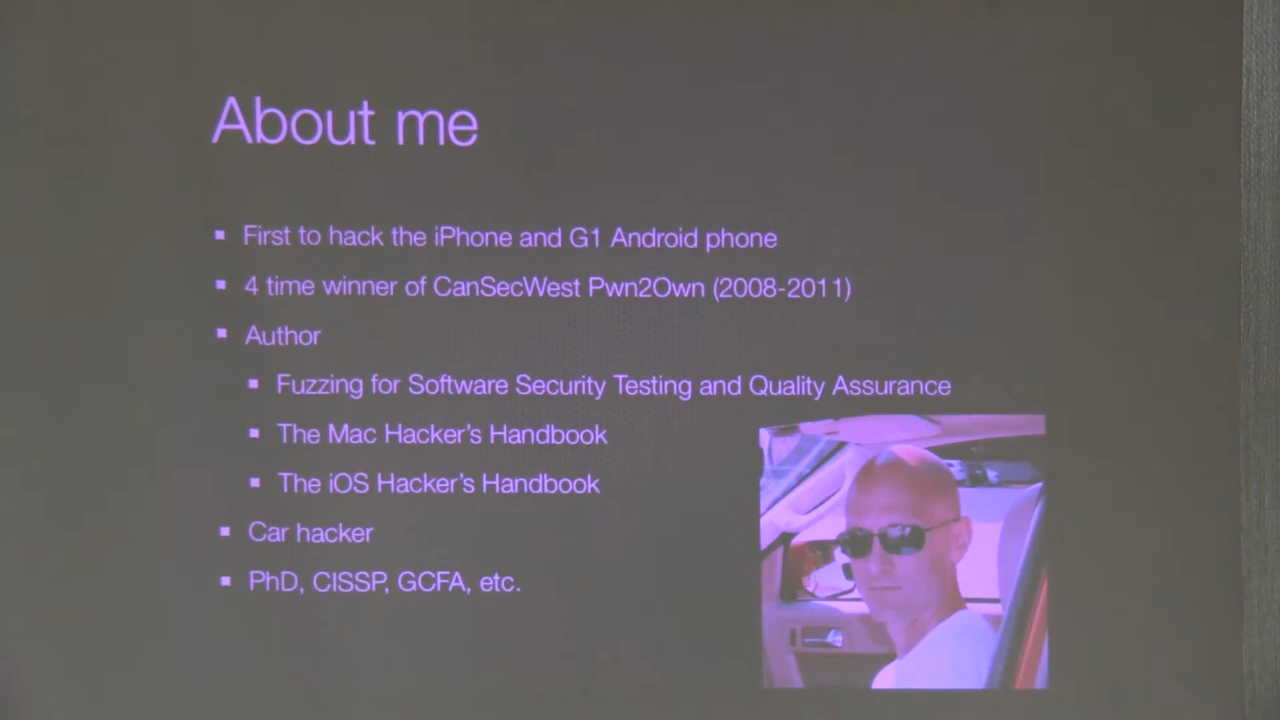 About me
First to hack the iPhone and G1 Android phone
4 time winner of CanSecWest Pwn2Own (2008-2011)
Author
Fuzzing for Software Security Testing and Quality Assurance
The Mac Hacker's Handbook
The iOS Hacker's Handbook
Car hacker
PhD, CISSP, GCFA, etc.